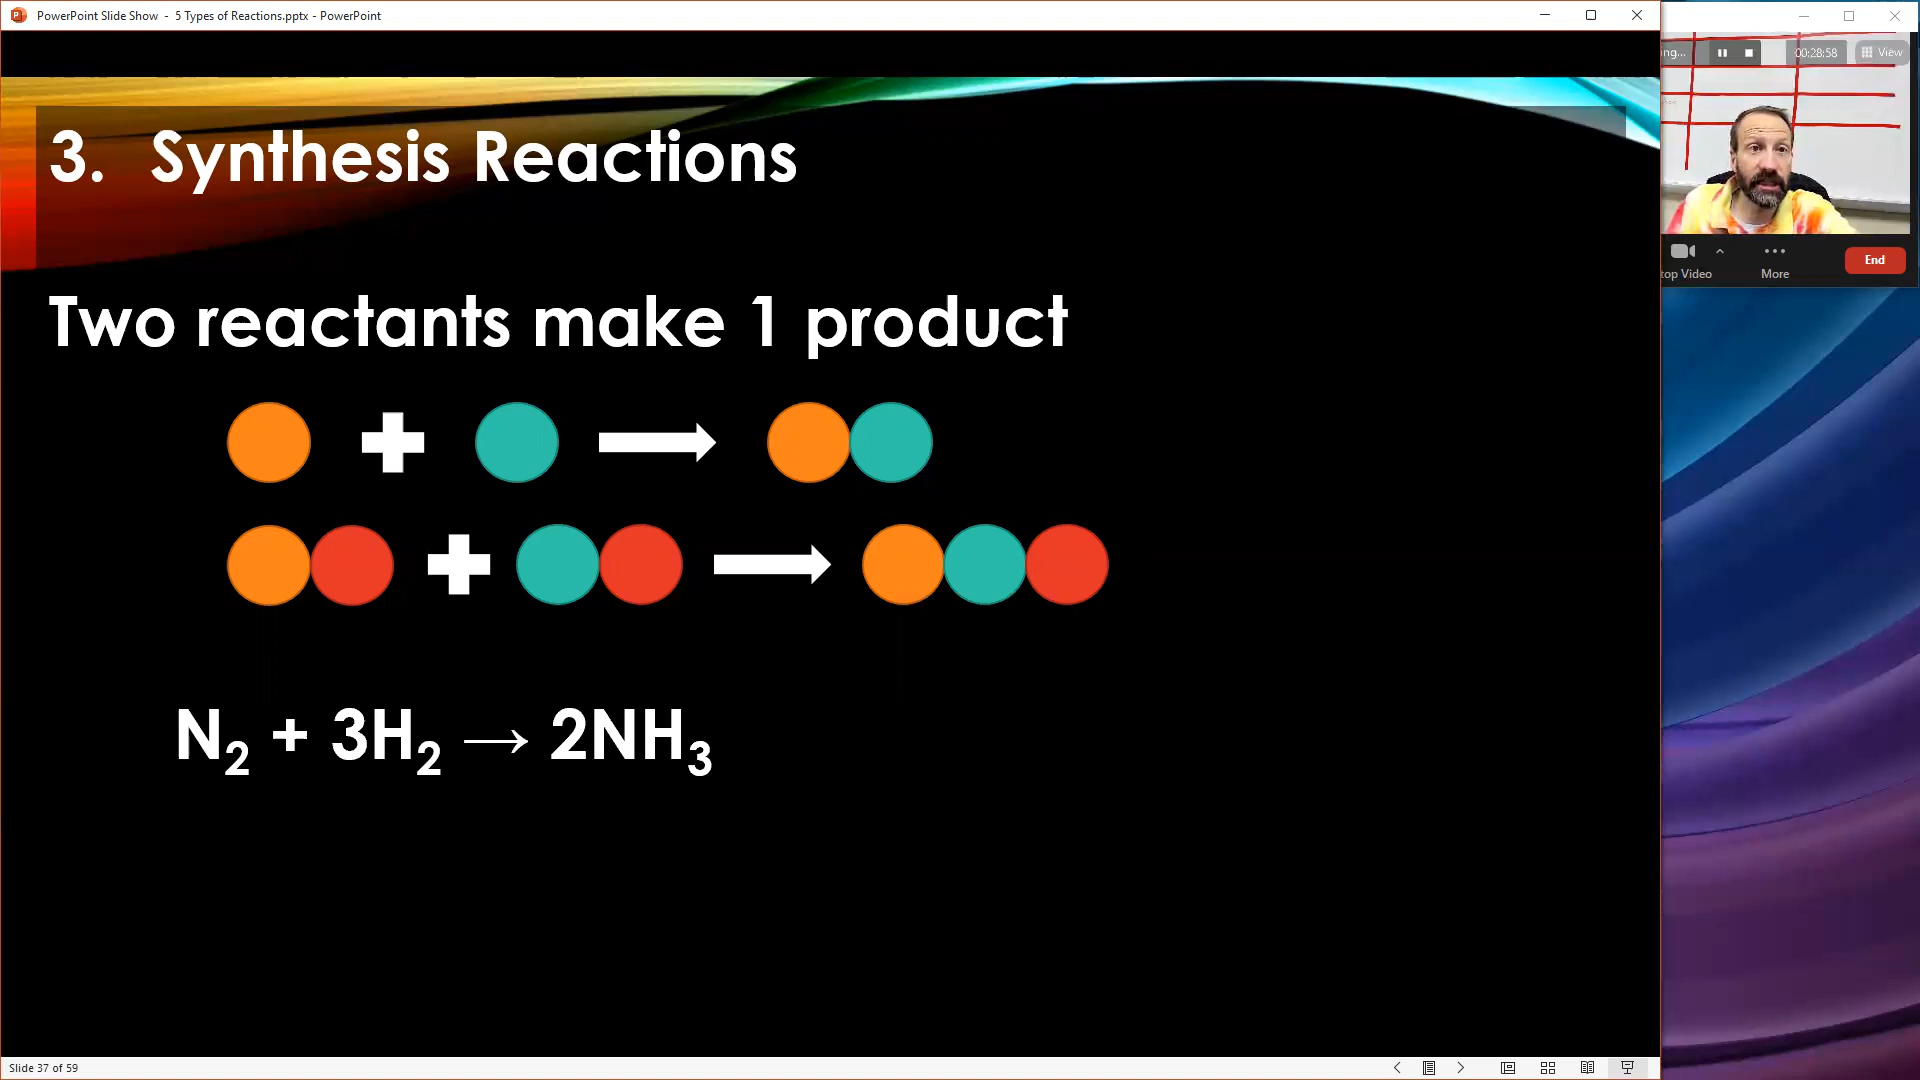 PowerPoint Slide Show - 5 Types of Reactions.pptx - PowerPoint
ng...
00:28:58
View
3. Synthesis Reactions
top Video
More
End
Two reactants make 1 product
N₂ + 3H₂ → 2NH₃
Slide 37 of 59